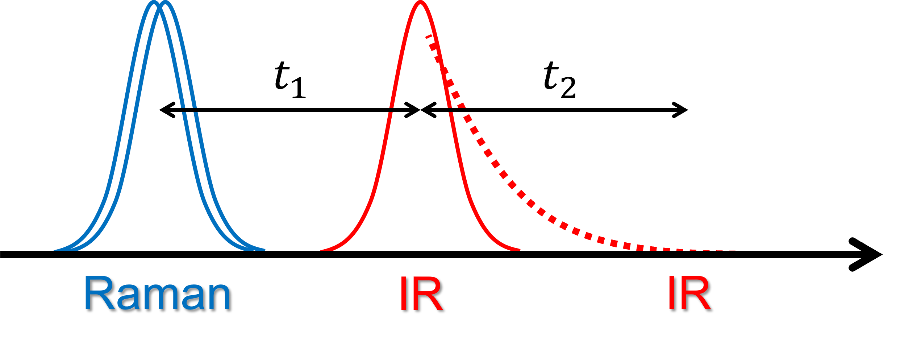 t₁ t₂
Raman IR IR